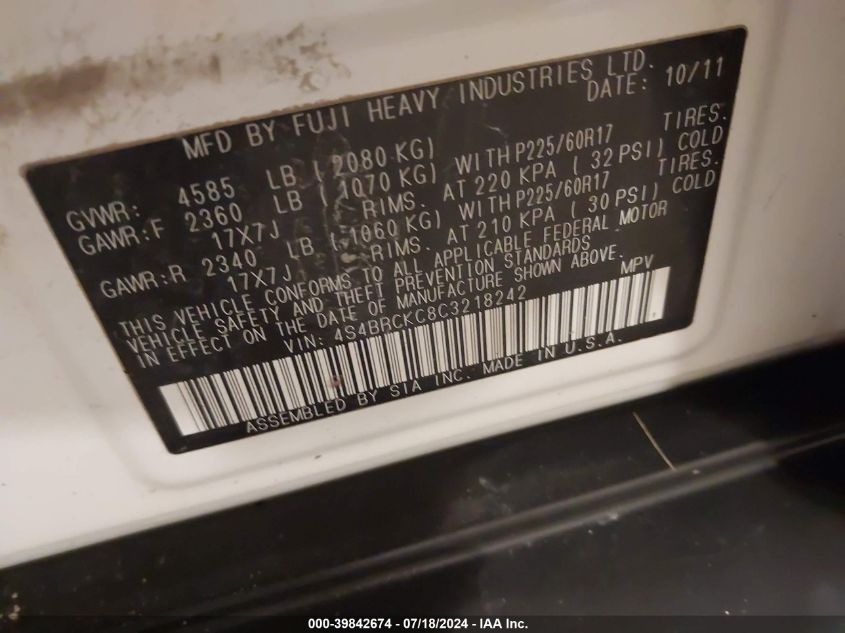 MFD BY FUJI HEAVY INDUSTRIES LTD.
DATE: 10/11
GVWR: 4585 LB ( 2080 KG)
GAWR:F 2360 LB ( 1070 KG) WITH P225/60R17 TIRES.
17X7J RIMS. AT 220 KPA ( 32 PSI) COLD
GAWR:R 2340 LB ( 1060 KG) WITH P225/60R17 TIRES.
17X7J RIMS. AT 210 KPA ( 30 PSI) COLD
THIS VEHICLE CONFORMS TO ALL APPLICABLE FEDERAL MOTOR
VEHICLE SAFETY AND THEFT PREVENTION STANDARDS
IN EFFECT ON THE DATE OF MANUFACTURE SHOWN ABOVE.
VIN: 4S4BRCKC8C3218242 MPV
ASSEMBLED BY SIA INC. MADE IN U.S.A.
000-39842674 - 07/18/2024 - IAA Inc.